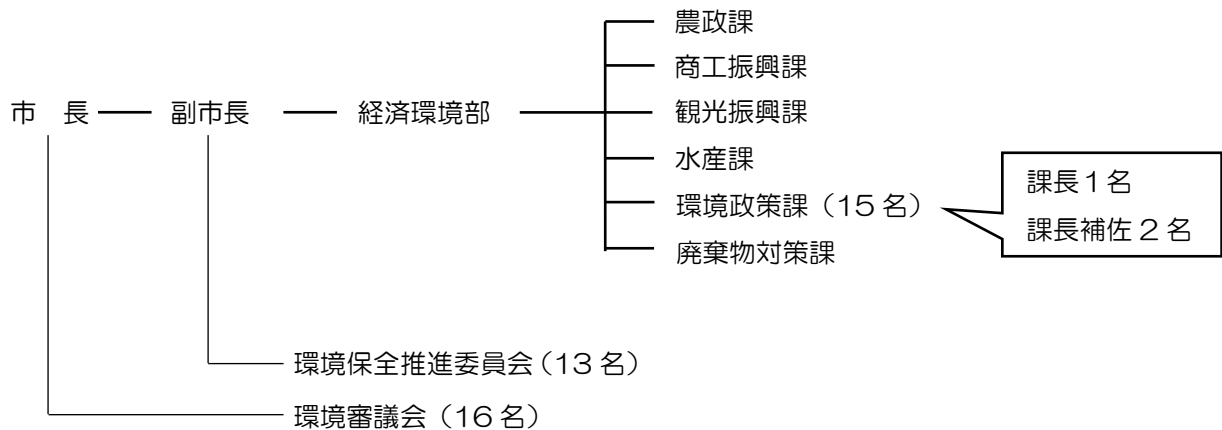 農政課
商工振興課
市　長
副市長
経済環境部
観光振興課
水産課
環境政策課（15名）
課長１名
課長補佐２名
廃棄物対策課
環境保全推進委員会（13名）
環境審議会（16名）